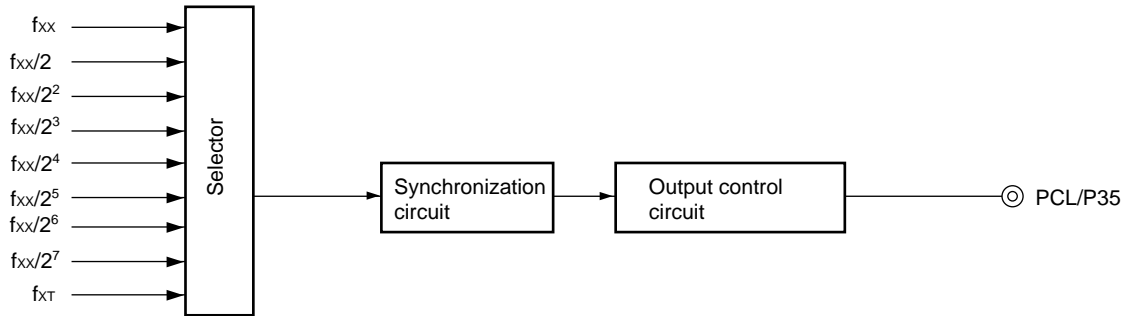 fXX
fXX/2
fXX/2²
fXX/2³
fXX/2⁴
fXX/2⁵
fXX/2⁶
fXX/2⁷
fXT
Selector
Synchronization
circuit
Output control
circuit
PCL/P35